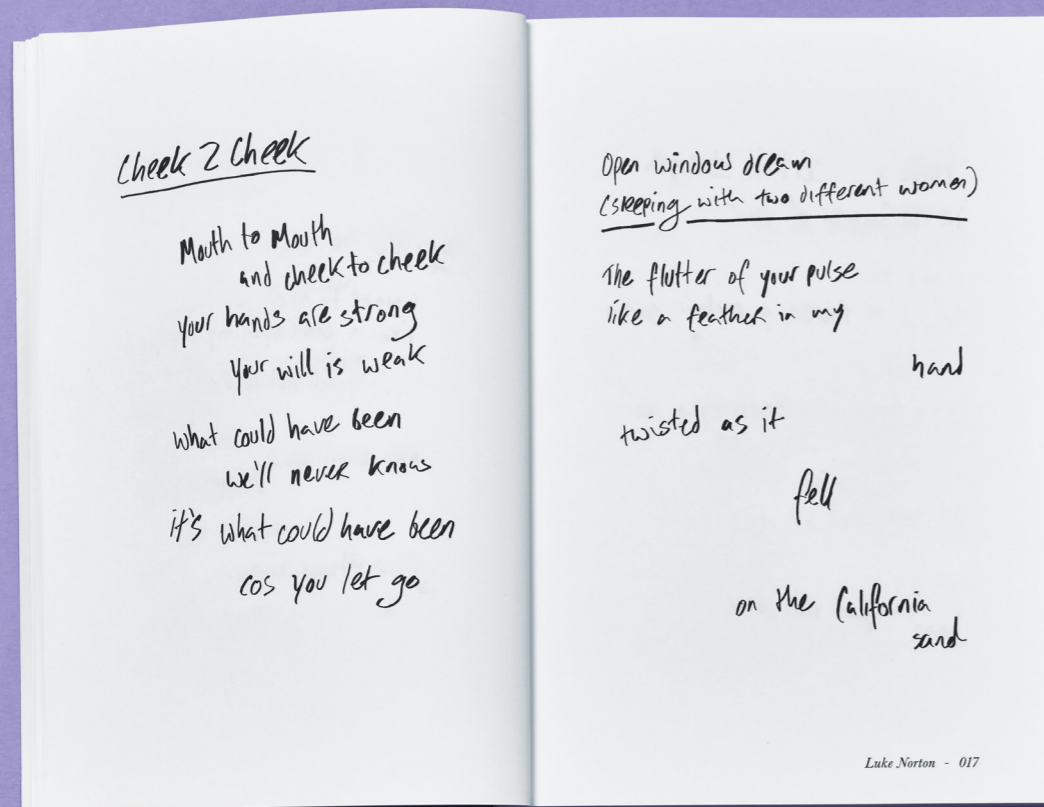 Cheek 2 Cheek
Mouth to Mouth
and cheek to cheek
your hands are strong
your will is weak
what could have been
we'll never know
it's what could have been
cos you let go
Open windows dream
(sleeping with two different women)
The flutter of your pulse
like a feather in my
hand
twisted as it
fell
on the California
sand
Luke Norton - 017